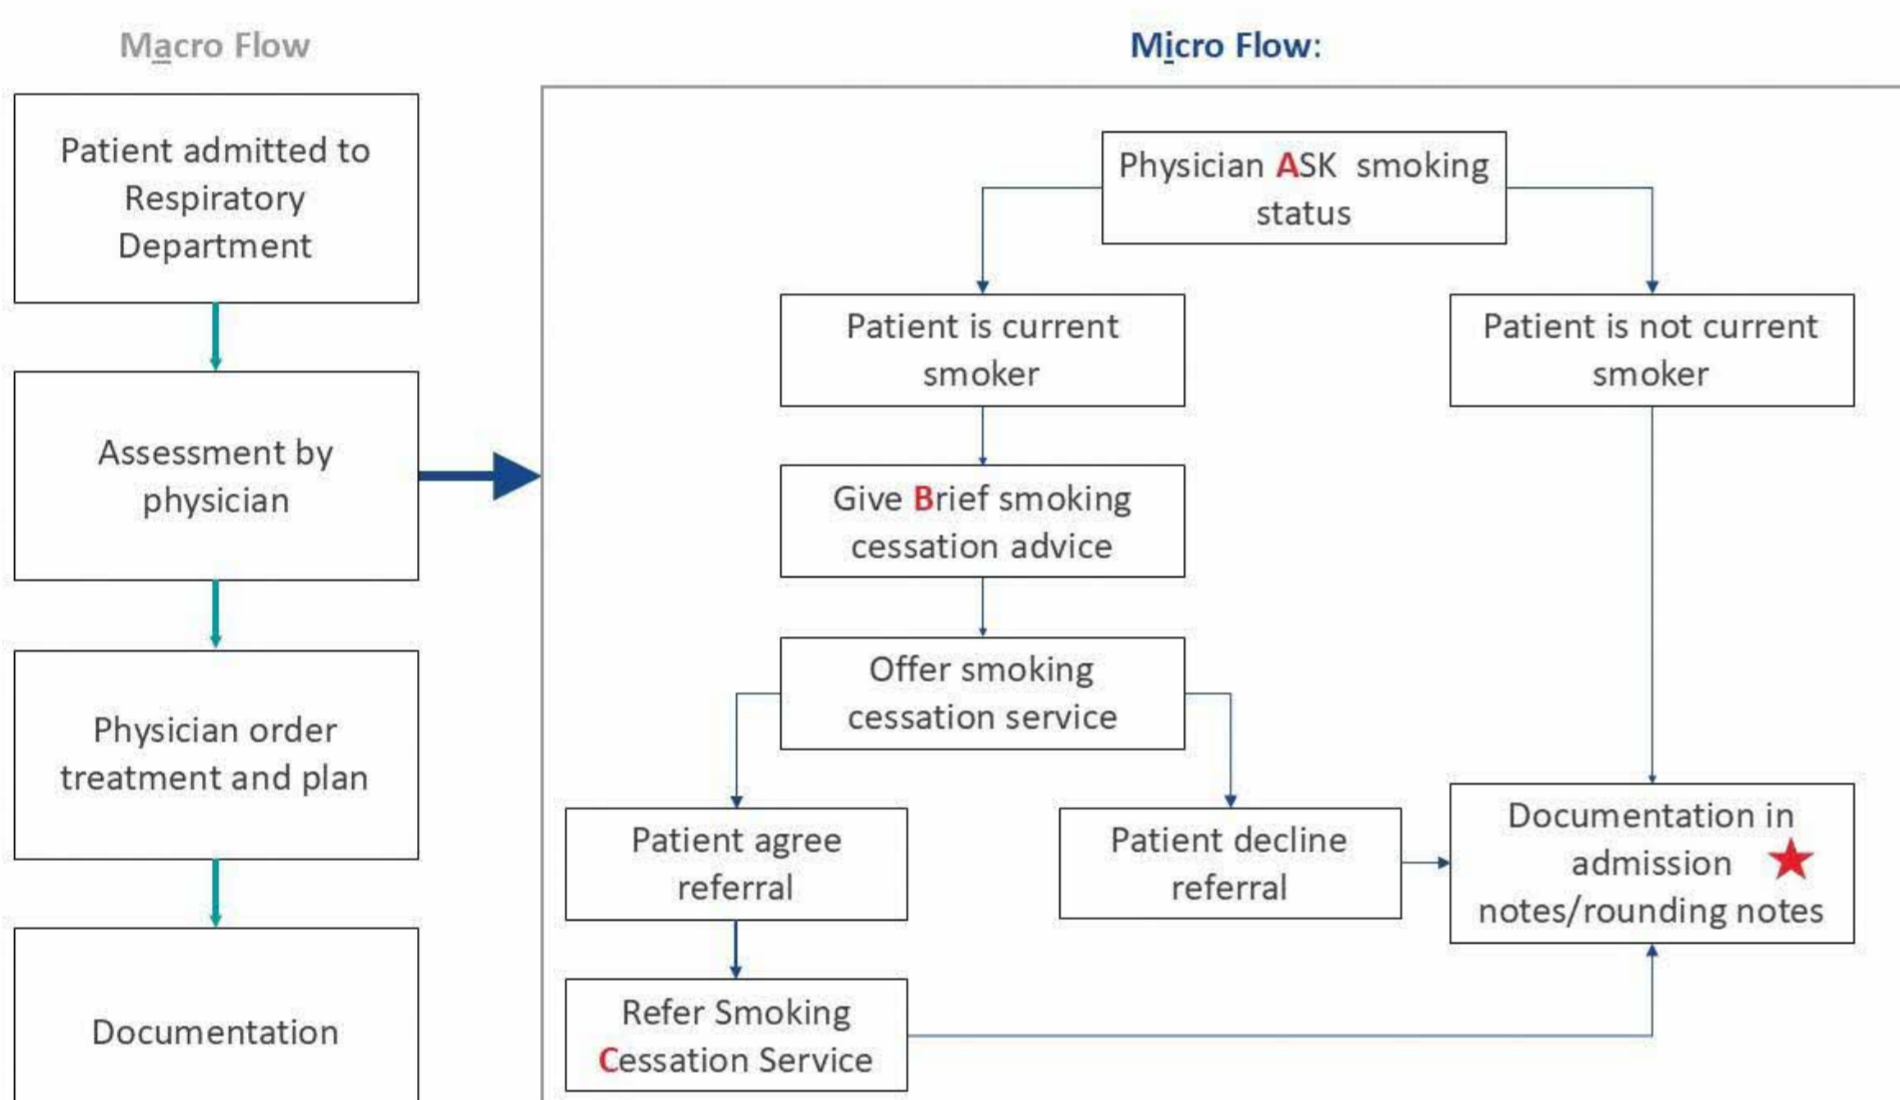 Macro Flow
Patient admitted to
Respiratory
Department
Assessment by
physician
Physician order
treatment and plan
Documentation
Micro Flow:
Physician ASK smoking
status
Patient is current
smoker
Patient is not current
smoker
Give Brief smoking
cessation advice
Offer smoking
cessation service
Patient agree
referral
Patient decline
referral
Documentation in
admission
notes/rounding notes
Refer Smoking
Cessation Service